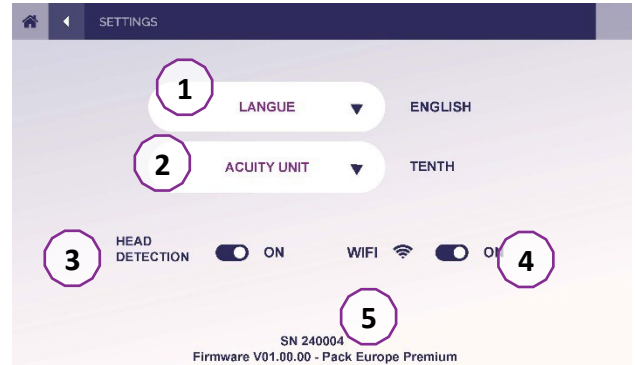 SETTINGS
1
LANGUE ENGLISH
2
ACUITY UNIT TENTH
3
HEAD
DETECTION ON WIFI
4
5
SN 240004
Firmware V01.00.00 - Pack Europe Premium